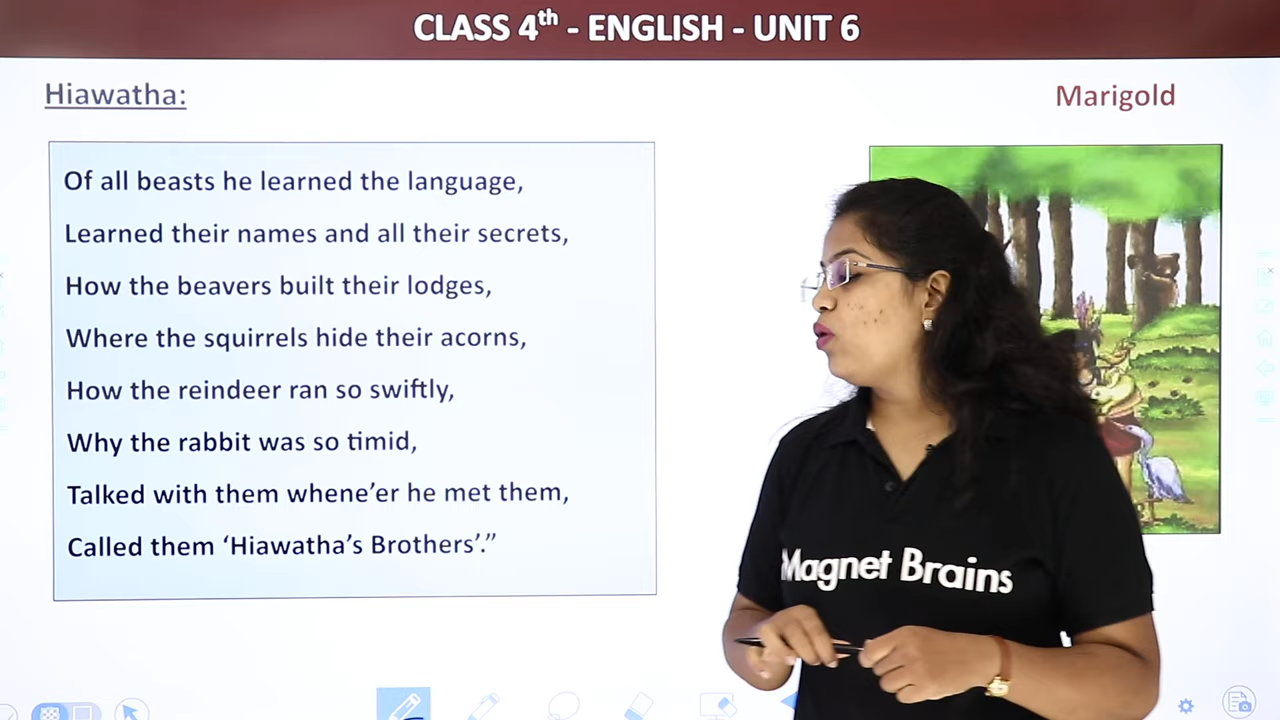 CLASS 4th - ENGLISH - UNIT 6
Hiawatha:
Marigold
Of all beasts he learned the language,
Learned their names and all their secrets,
How the beavers built their lodges,
Where the squirrels hide their acorns,
How the reindeer ran so swiftly,
Why the rabbit was so timid,
Talked with them whene’er he met them,
Called them ‘Hiawatha’s Brothers’.”
Magnet Brains